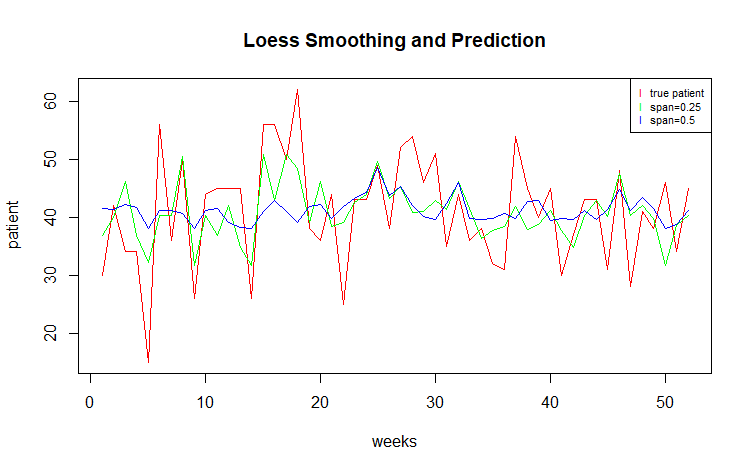 Loess Smoothing and Prediction
true patient
span=0.25
span=0.5
60
50
40
30
20
patient
0 10 20 30 40 50
weeks